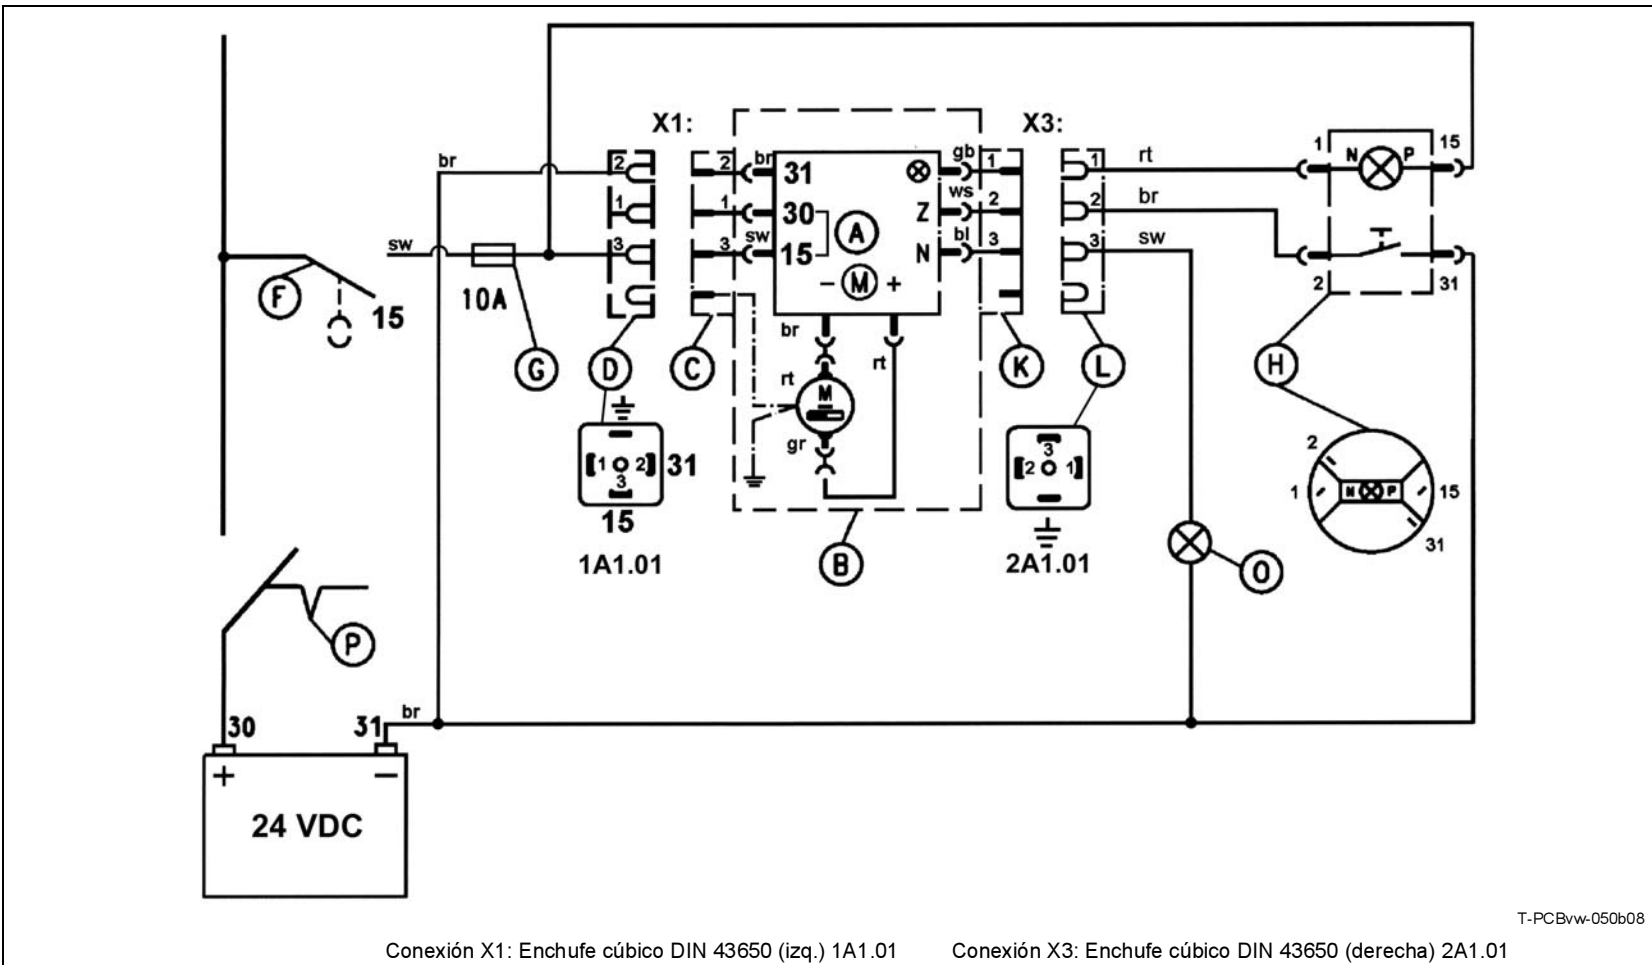 X1:
X3:
br
2
2
br
31
gb
1
1
rt
1
N
P
15
1
1
30
A
Z
ws
2
2
br
sw
3
3
sw
15
N
bl
3
3
sw
F
15
10A
− M +
2
31
br
rt
G
D
C
K
L
H
rt
M
gr
1
2
31
3
15
3
2
1
2
1
N
P
15
31
1A1.01
B
2A1.01
O
P
30
31
br
+
−
24 VDC
T-PCBvw-050b08
Conexión X1: Enchufe cúbico DIN 43650 (izq.) 1A1.01 Conexión X3: Enchufe cúbico DIN 43650 (derecha) 2A1.01